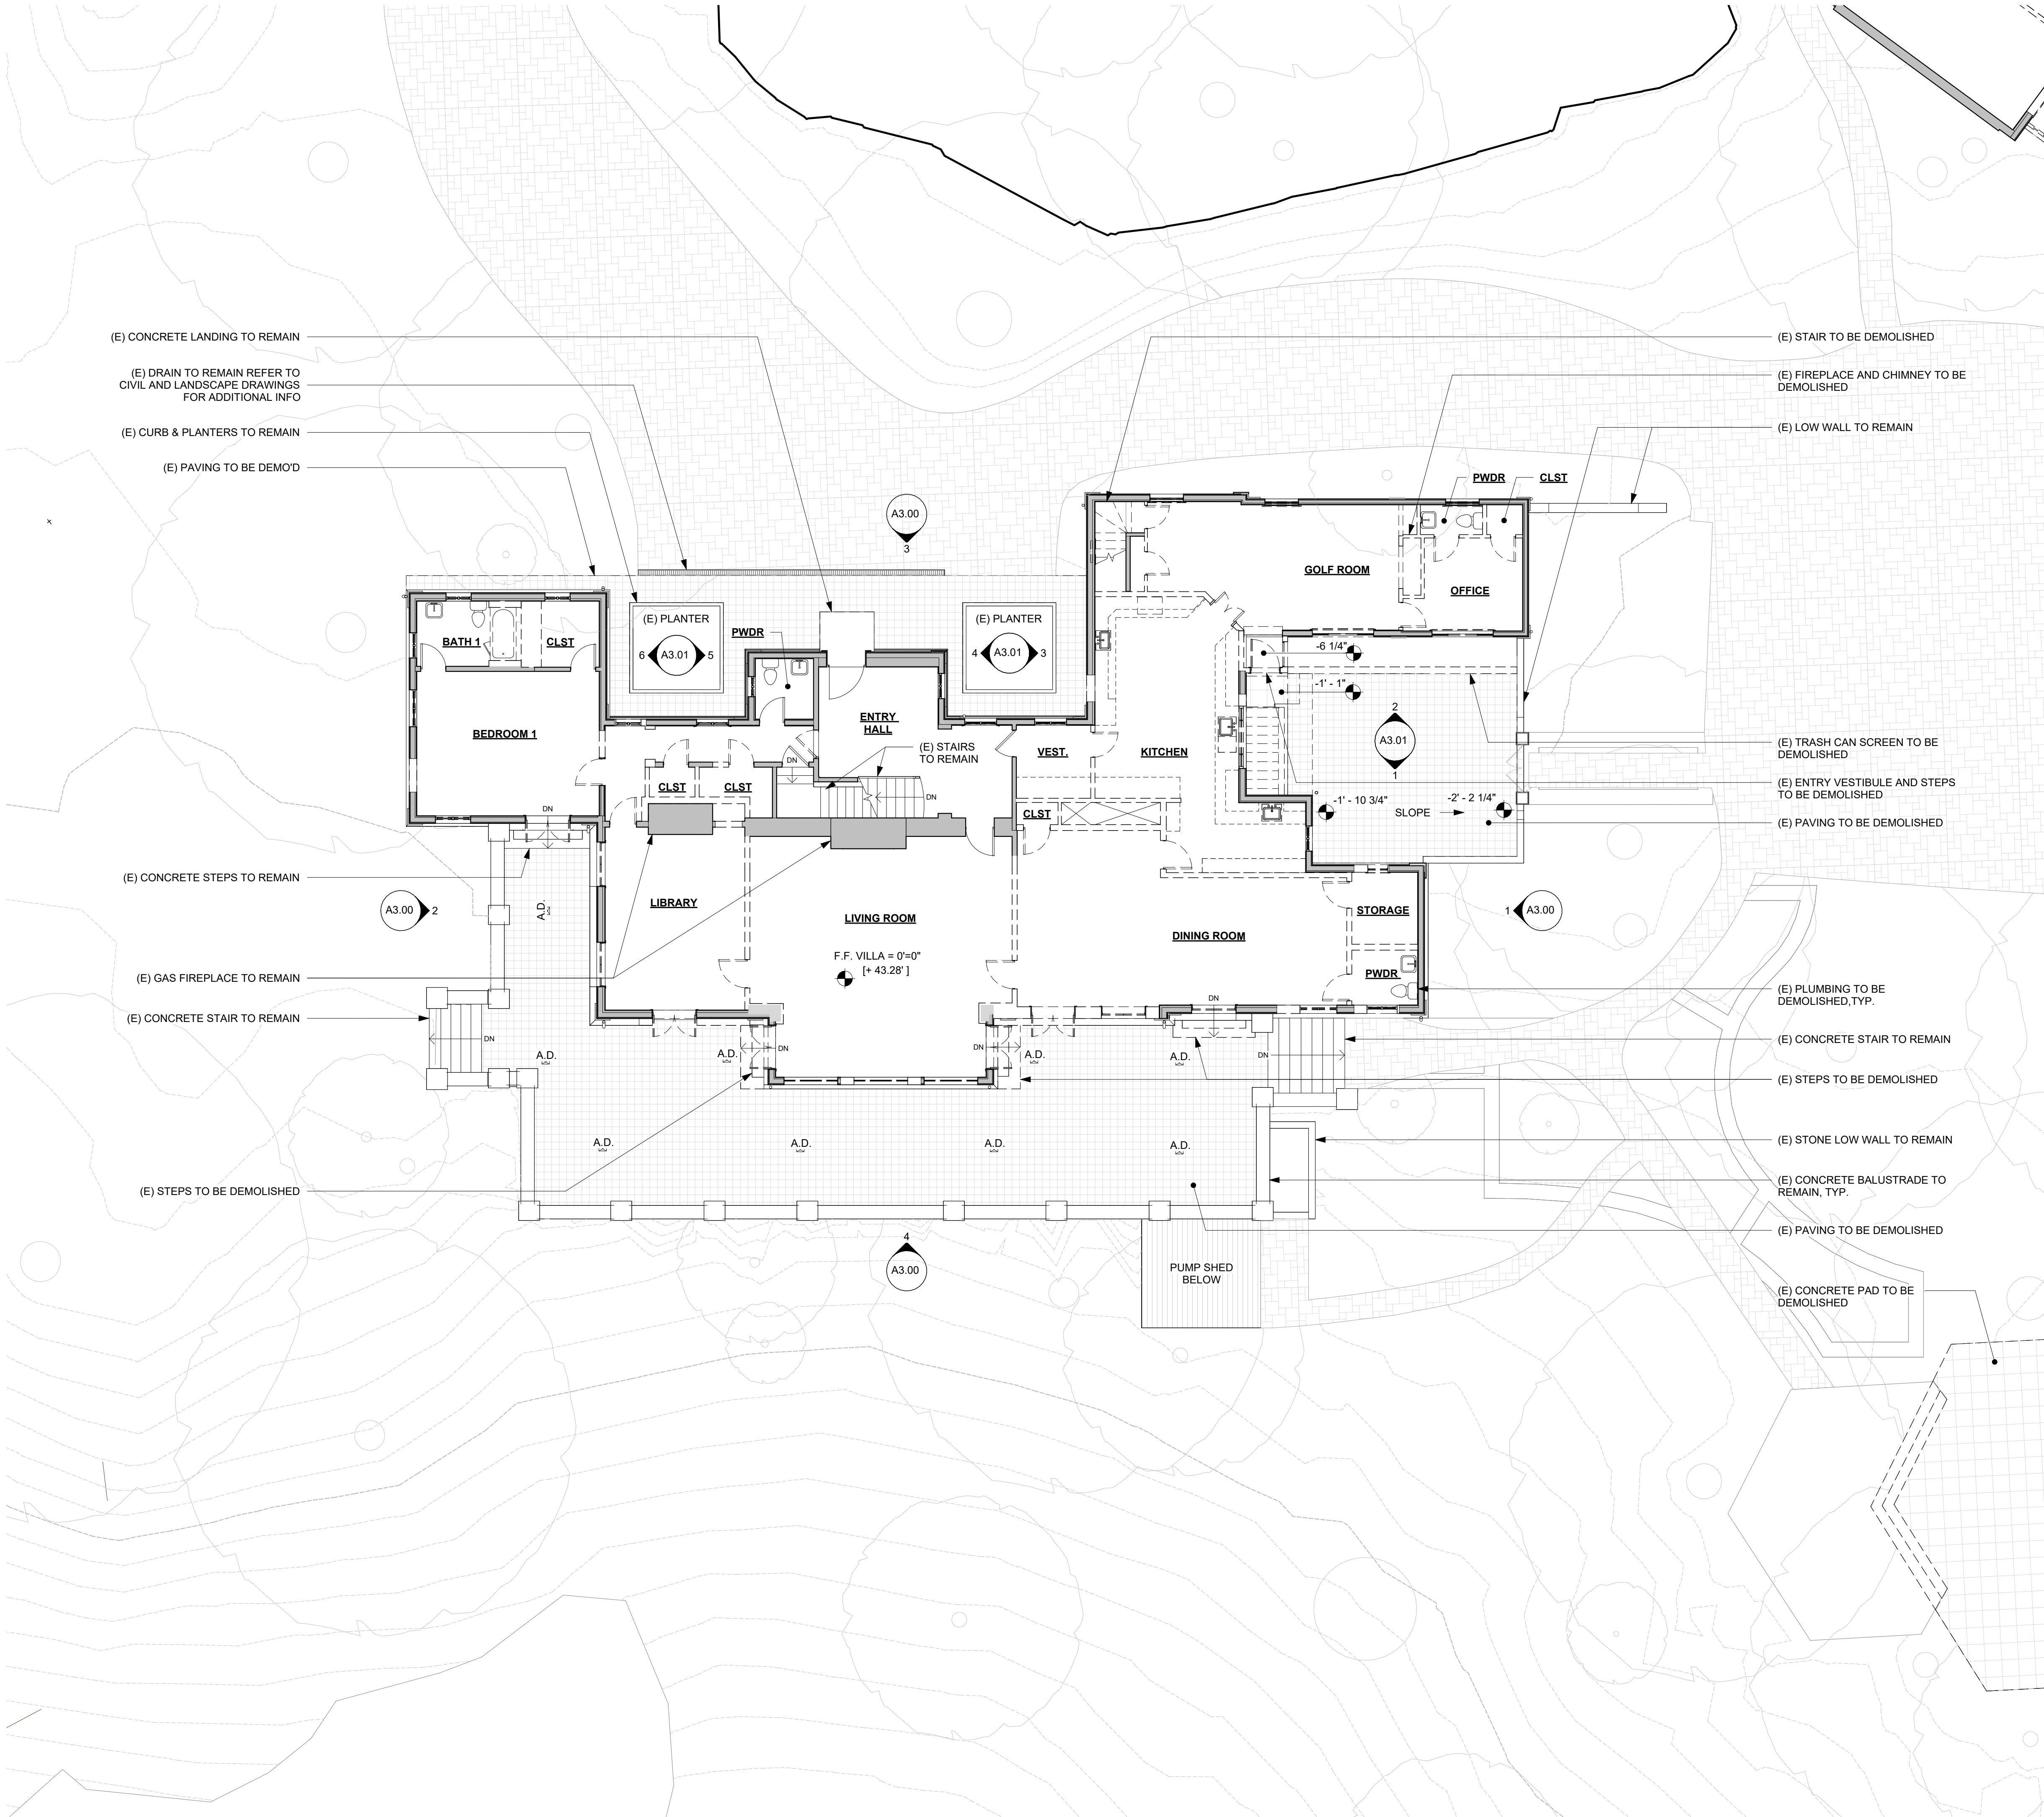 (E) CONCRETE LANDING TO REMAIN
(E) DRAIN TO REMAIN REFER TO
CIVIL AND LANDSCAPE DRAWINGS
FOR ADDITIONAL INFO
(E) CURB & PLANTERS TO REMAIN
(E) PAVING TO BE DEMO'D
(E) STAIR TO BE DEMOLISHED
(E) FIREPLACE AND CHIMNEY TO BE
DEMOLISHED
(E) LOW WALL TO REMAIN
PWDR
CLST
A3.00
3
GOLF ROOM
OFFICE
(E) PLANTER
6
A3.01
5
PWDR
(E) PLANTER
4
A3.01
3
BATH 1
CLST
-6 1/4"
-1' - 1"
BEDROOM 1
ENTRY
HALL
(E) STAIRS
TO REMAIN
VEST.
KITCHEN
2
A3.01
1
DN
CLST
CLST
DN
CLST
DN
-1' - 10 3/4"
-2' - 2 1/4"
SLOPE
(E) TRASH CAN SCREEN TO BE
DEMOLISHED
(E) ENTRY VESTIBULE AND STEPS
TO BE DEMOLISHED
(E) PAVING TO BE DEMOLISHED
(E) CONCRETE STEPS TO REMAIN
A3.00
2
A.D.
LIBRARY
LIVING ROOM
F.F. VILLA = 0'=0"
[+ 43.28' ]
DINING ROOM
STORAGE
1
A3.00
PWDR
(E) GAS FIREPLACE TO REMAIN
(E) CONCRETE STAIR TO REMAIN
DN
A.D.
A.D.
DN
DN
A.D.
DN
A.D.
DN
(E) PLUMBING TO BE
DEMOLISHED,TYP.
(E) CONCRETE STAIR TO REMAIN
(E) STEPS TO BE DEMOLISHED
A.D.
A.D.
A.D.
A.D.
(E) STONE LOW WALL TO REMAIN
(E) STEPS TO BE DEMOLISHED
(E) CONCRETE BALUSTRADE TO
REMAIN, TYP.
(E) PAVING TO BE DEMOLISHED
4
A3.00
PUMP SHED
BELOW
(E) CONCRETE PAD TO BE
DEMOLISHED